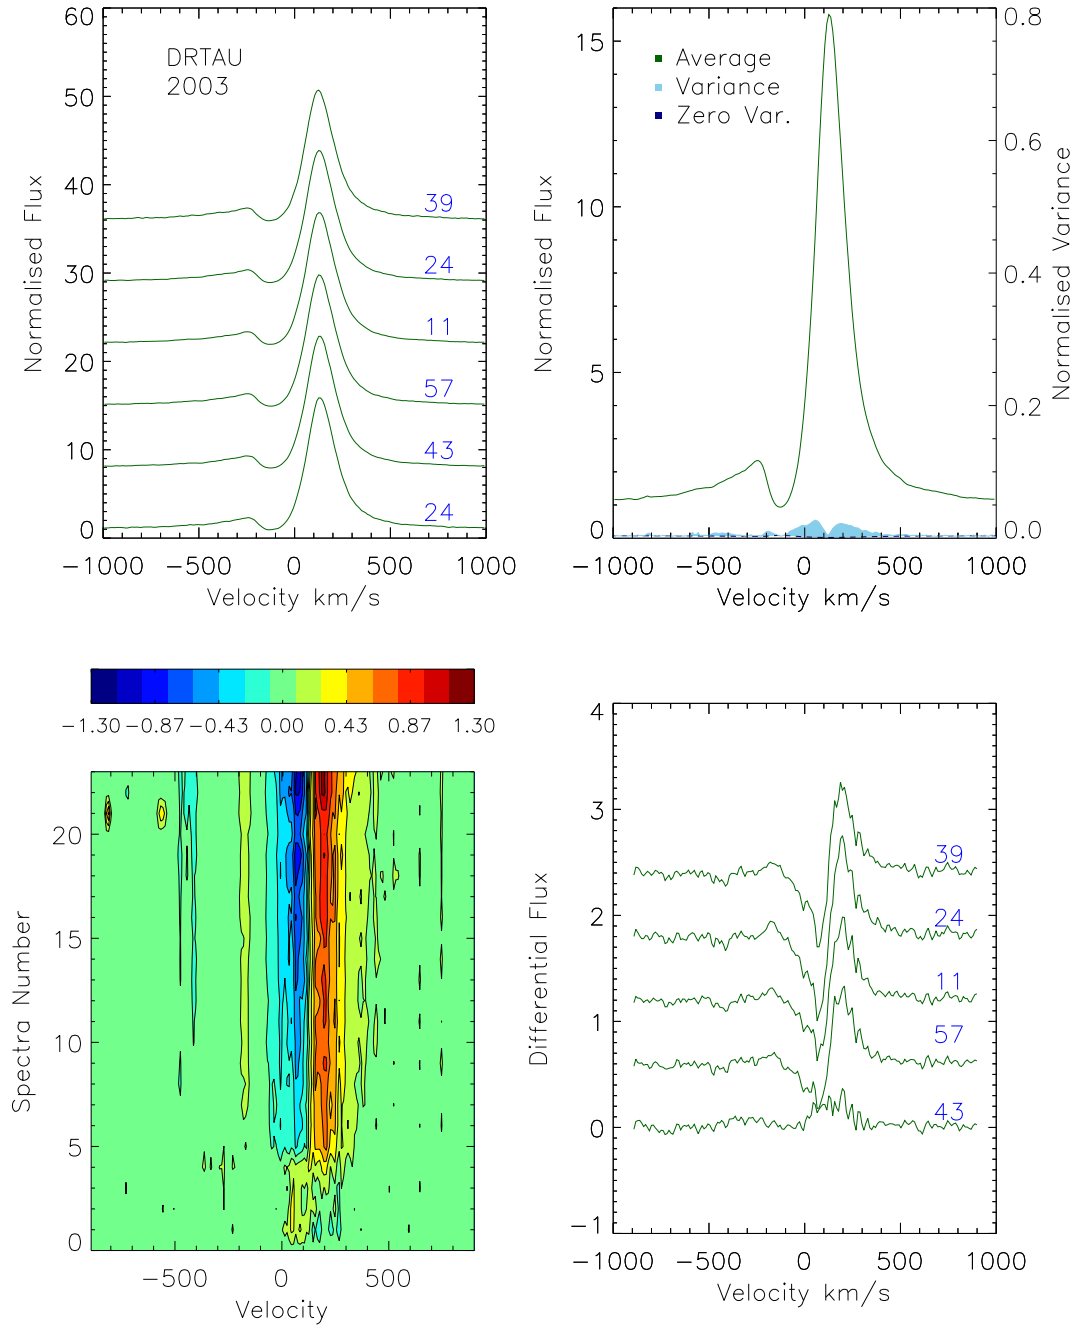 DRTAU
2003
60
50
40
30
20
10
0
39
24
11
57
43
24
−1000 −500 0 500 1000
Velocity km/s
Normalised Flux
Average
Variance
Zero Var.
15
10
5
0
0.8
0.6
0.4
0.2
0.0
−1000 −500 0 500 1000
Velocity km/s
Normalised Flux
Normalised Variance
−1.30 −0.87 −0.43 0.00 0.43 0.87 1.30
20
15
10
5
0
−500 0 500
Velocity
Spectra Number
4
3
2
1
0
−1
39
24
11
57
43
−1000 −500 0 500 1000
Velocity km/s
Differential Flux